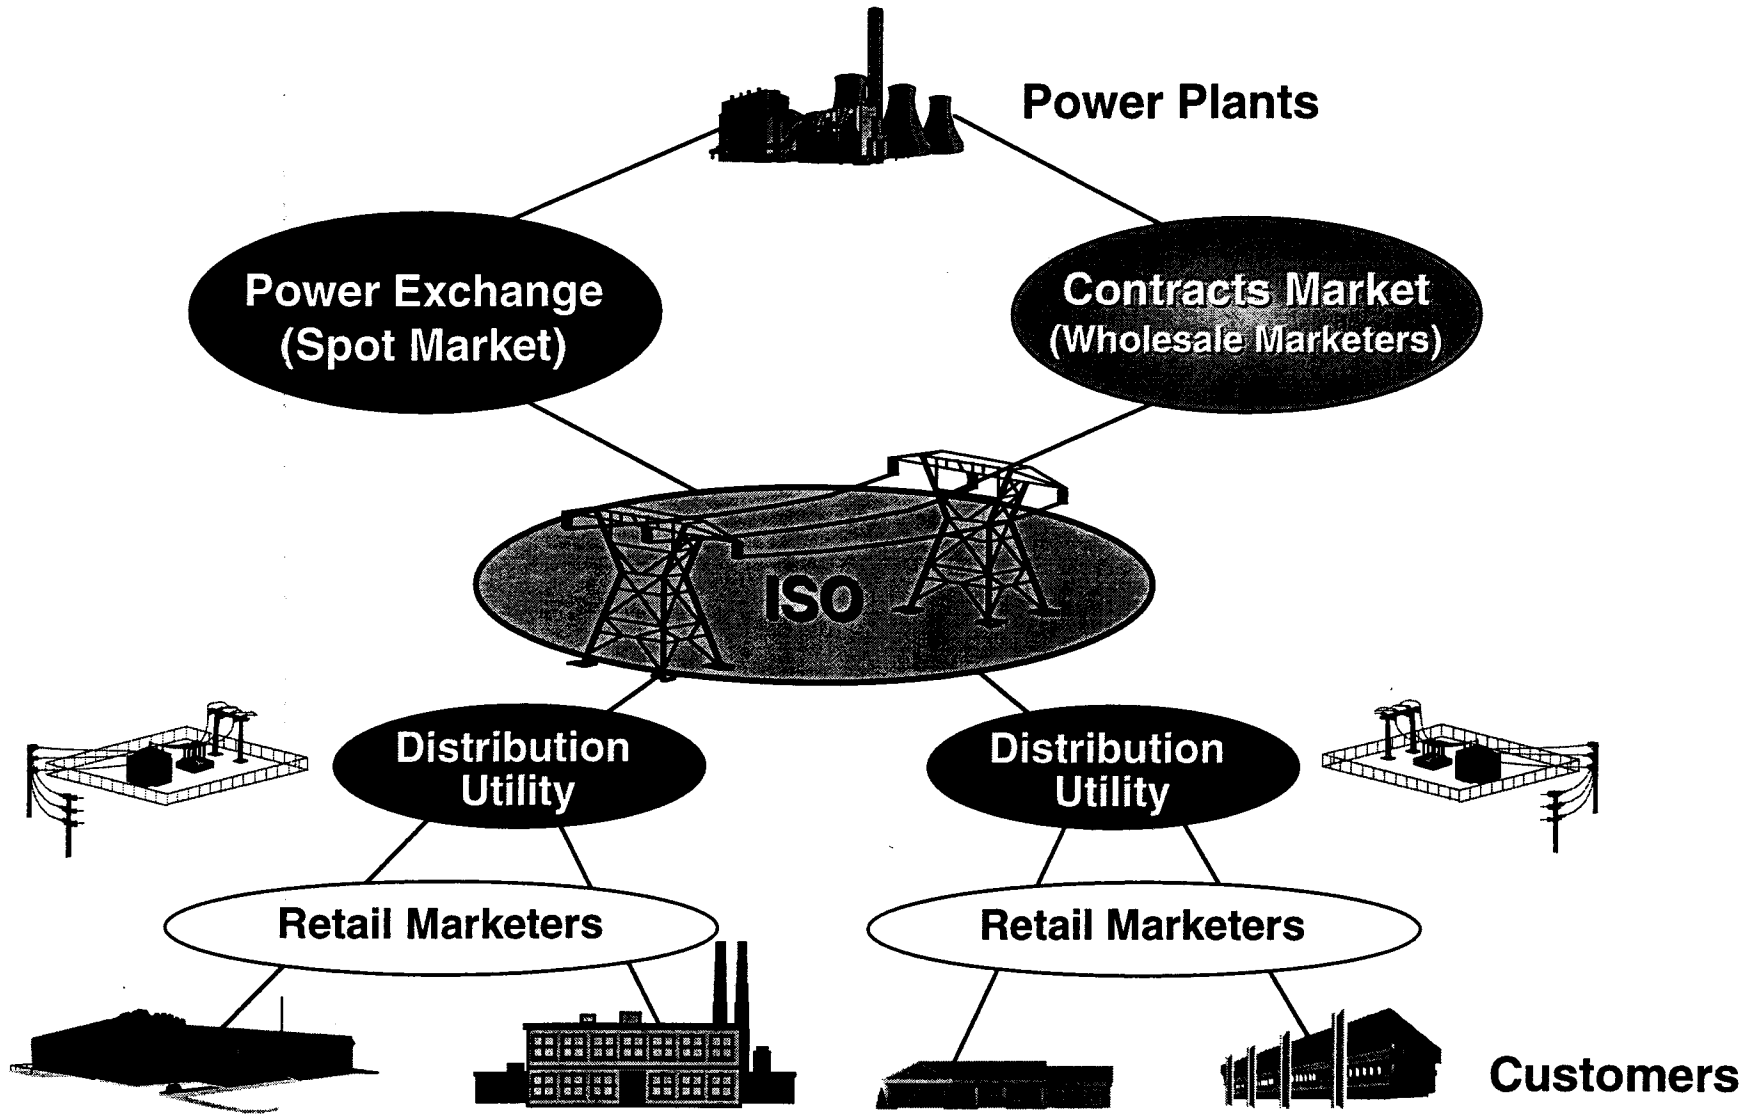 Power Plants
Power Exchange
(Spot Market)
Contracts Market
(Wholesale Marketers)
ISO
Distribution
Utility
Distribution
Utility
Retail Marketers
Retail Marketers
Customers